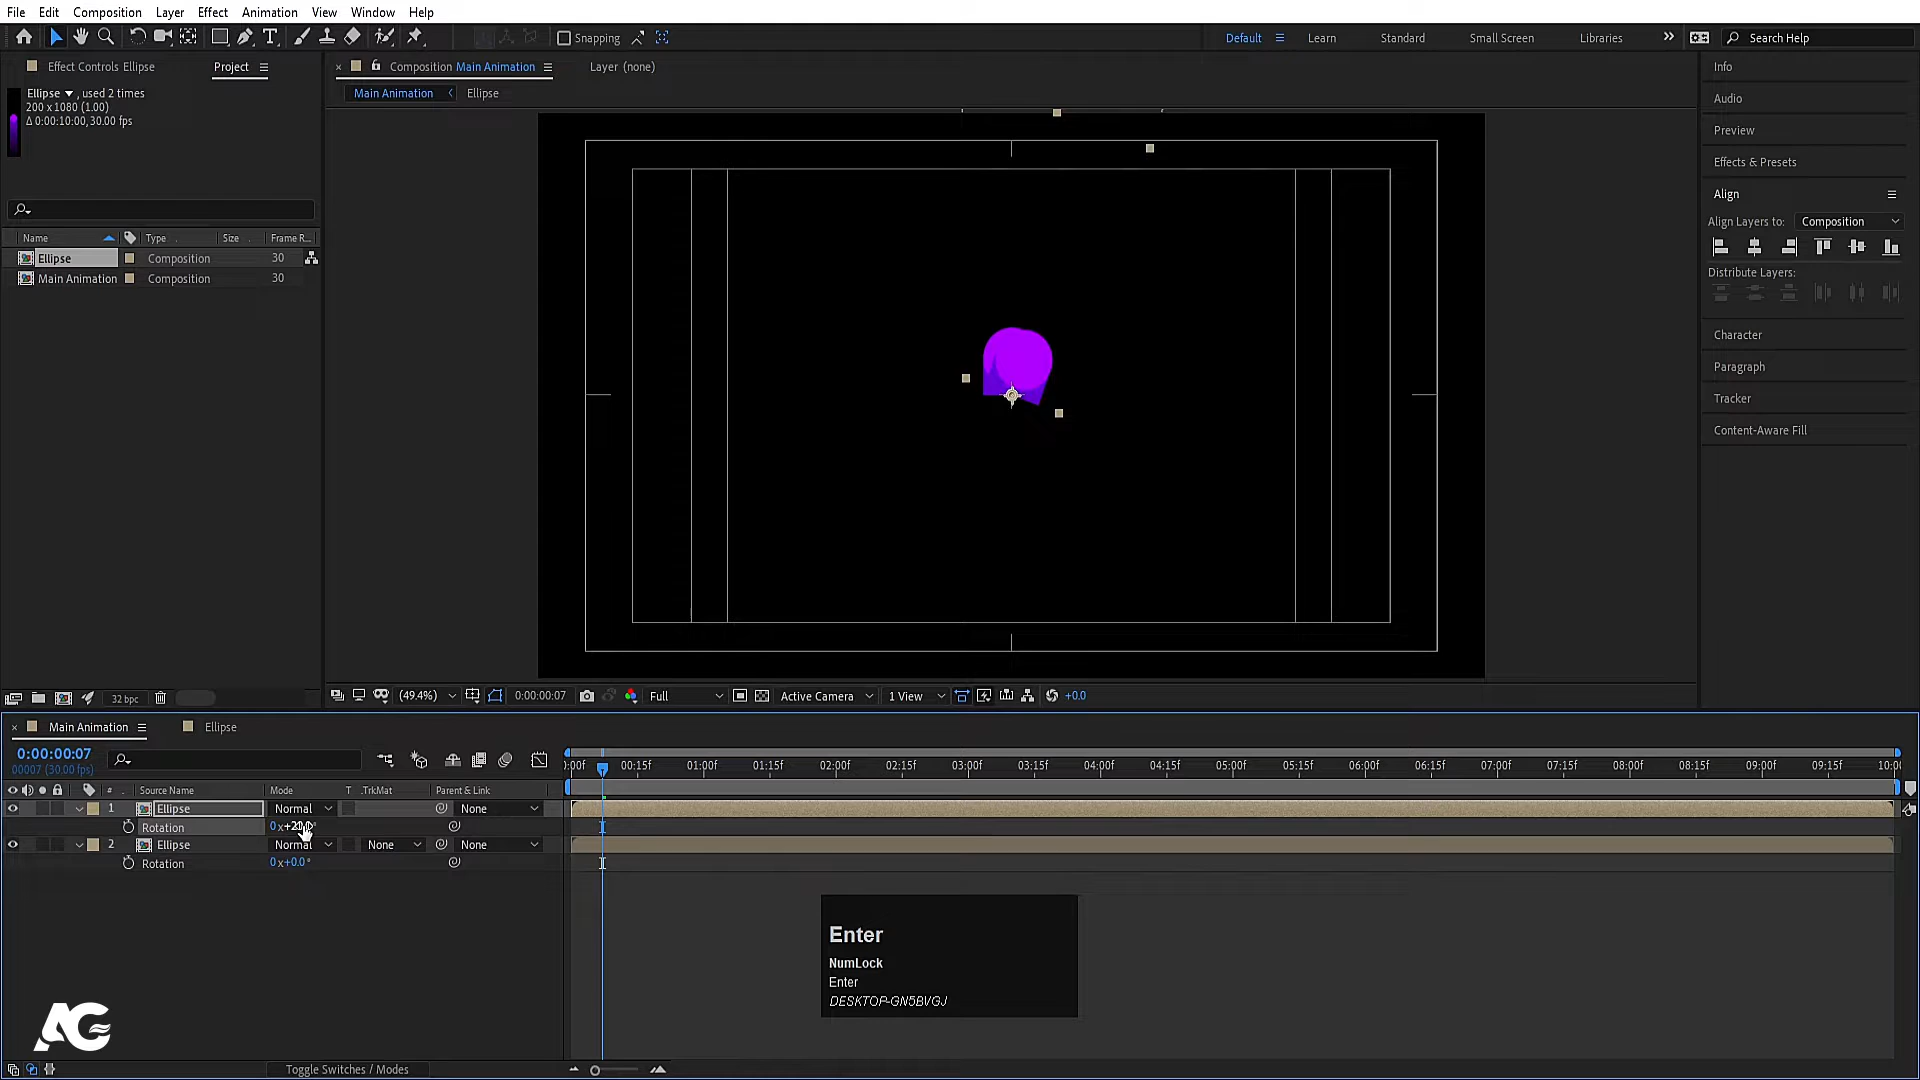 File Edit Composition Layer Effect Animation View Window Help
Snapping
Default Learn Standard Small Screen Libraries Search Help
Effect Controls Ellipse Project
Composition Main Animation Layer (none)
Main Animation Ellipse
Ellipse , used 2 times
200 x 1080 (1.00)
Δ 0:00:10:00, 30.00 fps
Name Type Size Frame R...
Ellipse Composition 30
Main Animation Composition 30
32 bpc
(49.4%) 0:00:00:07 Full Active Camera 1 View +0.0
Info
Audio
Preview
Effects & Presets
Align
Align Layers to: Composition
Distribute Layers:
Character
Paragraph
Tracker
Content-Aware Fill
Main Animation Ellipse
0:00:00:07
00007 (30.00 fps)
:00f 00:15f 01:00f 01:15f 02:00f 02:15f 03:00f 03:15f 04:00f 04:15f 05:00f 05:15f 06:00f 06:15f 07:00f 07:15f 08:00f 08:15f 09:00f 09:15f 10:00
# Source Name Mode T .TrkMat Parent & Link
1 Ellipse Normal None
Rotation
2 Ellipse Normal None None
Rotation 0x+0.0°
Enter
NumLock
Enter
DESKTOP-GN5BVGJ
AG
Toggle Switches / Modes